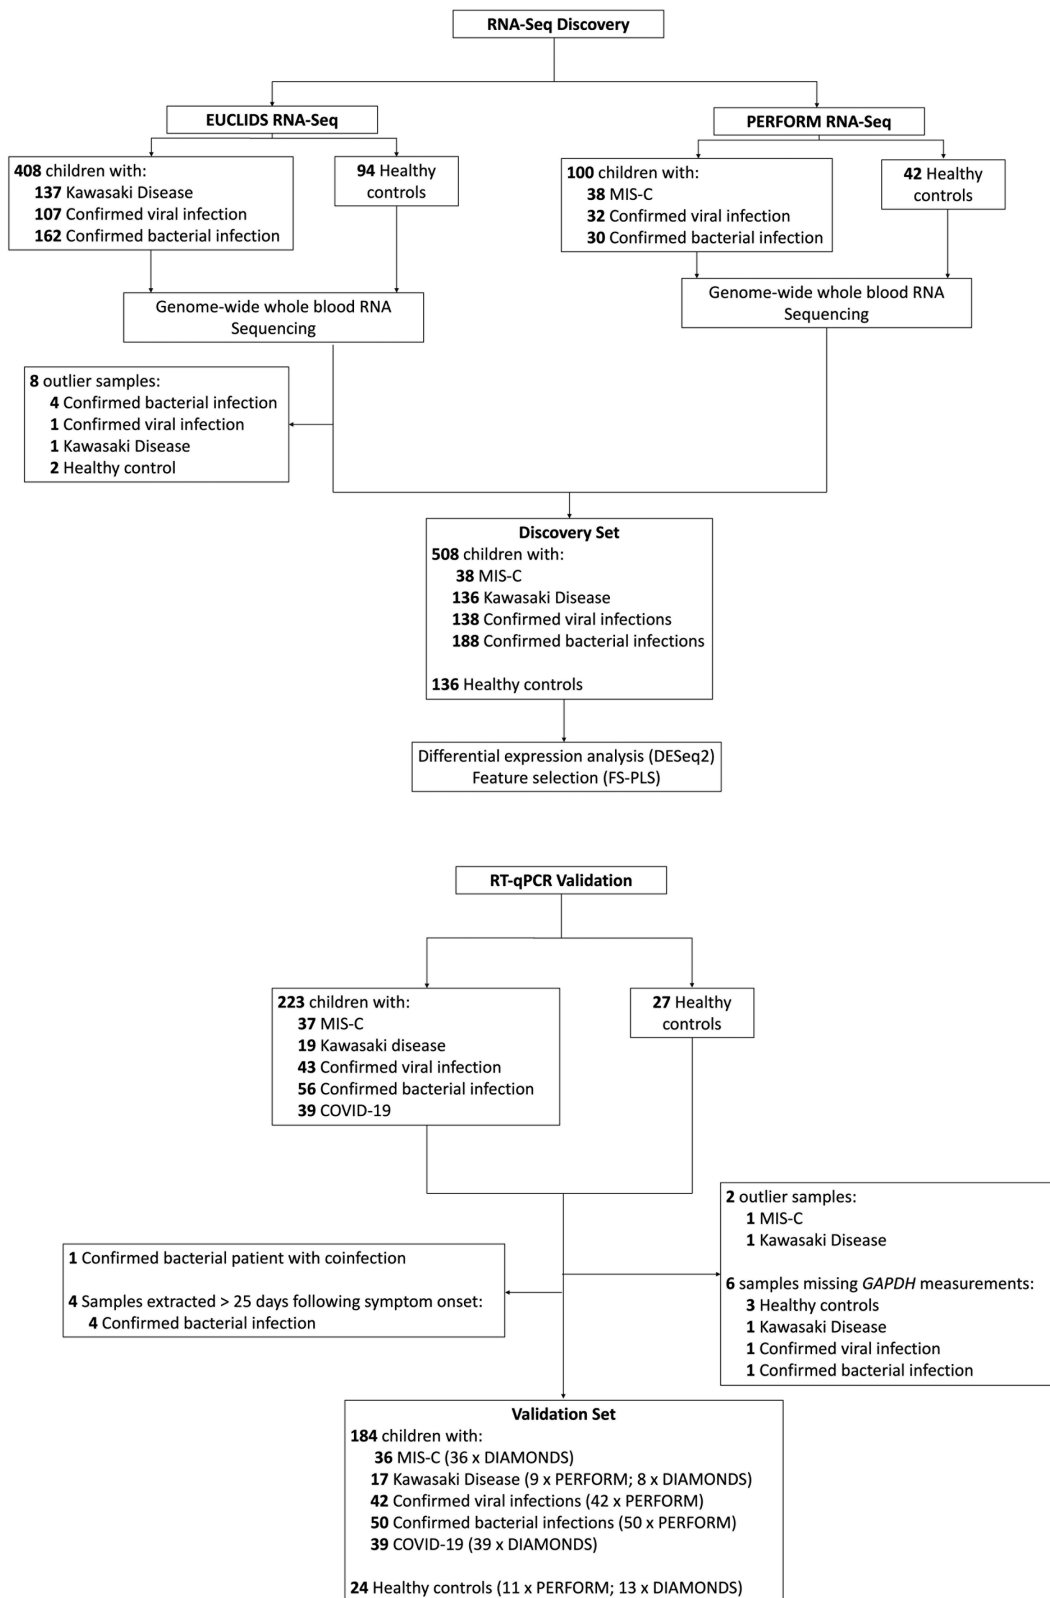 RNA-Seq Discovery
EUCLIDS RNA-Seq
408 children with:
137 Kawasaki Disease
107 Confirmed viral infection
162 Confirmed bacterial infection
94 Healthy
controls
Genome-wide whole blood RNA
Sequencing
PERFORM RNA-Seq
100 children with:
38 MIS-C
32 Confirmed viral infection
30 Confirmed bacterial infection
42 Healthy
controls
Genome-wide whole blood RNA
Sequencing
8 outlier samples:
4 Confirmed bacterial infection
1 Confirmed viral infection
1 Kawasaki Disease
2 Healthy control
Discovery Set
508 children with:
38 MIS-C
136 Kawasaki Disease
138 Confirmed viral infections
188 Confirmed bacterial infections
136 Healthy controls
Differential expression analysis (DESeq2)
Feature selection (FS-PLS)
RT-qPCR Validation
223 children with:
37 MIS-C
19 Kawasaki disease
43 Confirmed viral infection
56 Confirmed bacterial infection
39 COVID-19
27 Healthy
controls
1 Confirmed bacterial patient with coinfection
4 Samples extracted > 25 days following symptom onset:
4 Confirmed bacterial infection
2 outlier samples:
1 MIS-C
1 Kawasaki Disease
6 samples missing GAPDH measurements:
3 Healthy controls
1 Kawasaki Disease
1 Confirmed viral infection
1 Confirmed bacterial infection
Validation Set
184 children with:
36 MIS-C (36 x DIAMONDS)
17 Kawasaki Disease (9 x PERFORM; 8 x DIAMONDS)
42 Confirmed viral infections (42 x PERFORM)
50 Confirmed bacterial infections (50 x PERFORM)
39 COVID-19 (39 x DIAMONDS)
24 Healthy controls (11 x PERFORM; 13 x DIAMONDS)